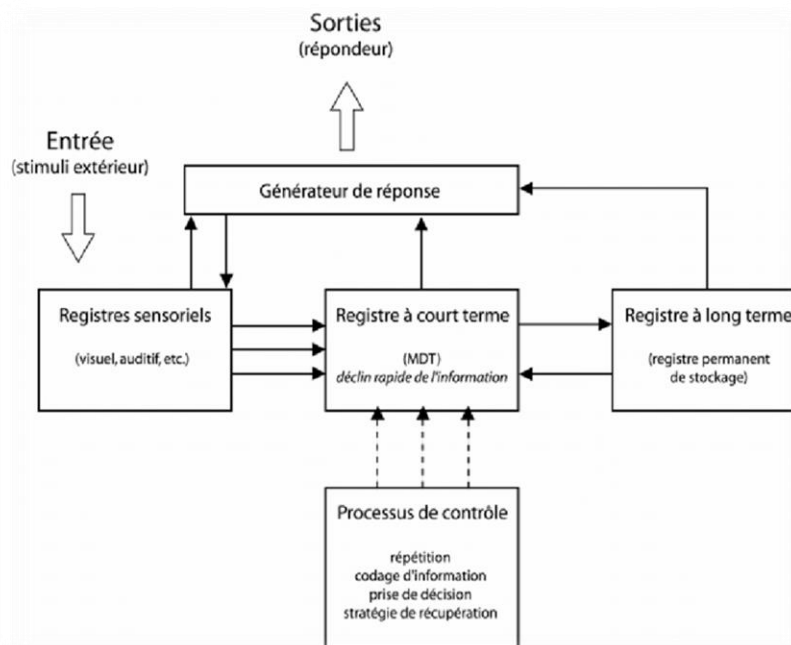 Sorties
(répondeur)
Entrée
(stimuli extérieur)
Générateur de réponse
Registres sensoriels
(visuel, auditif, etc.)
Registre à court terme
(MDT)
déclin rapide de l'information
Registre à long terme
(registre permanent
de stockage)
Processus de contrôle
répétition
codage d'information
prise de décision
stratégie de récupération